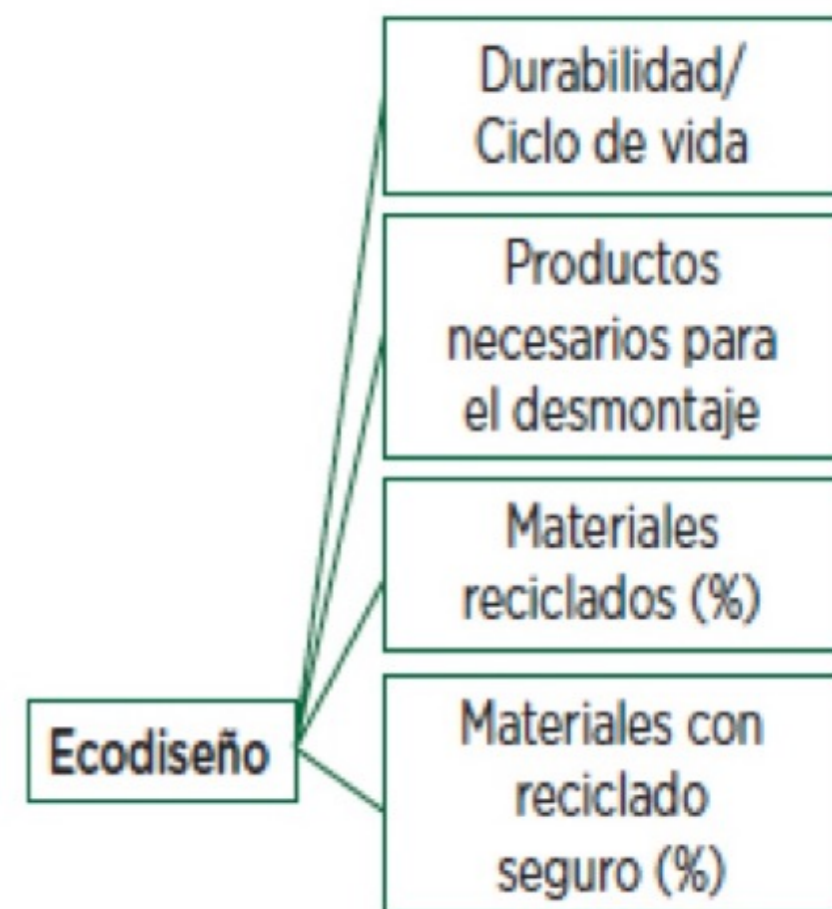 Durabilidad/
Ciclo de vida
Productos
necesarios para
el desmontaje
Materiales
reciclados (%)
Ecodiseño
Materiales con
reciclado
seguro (%)